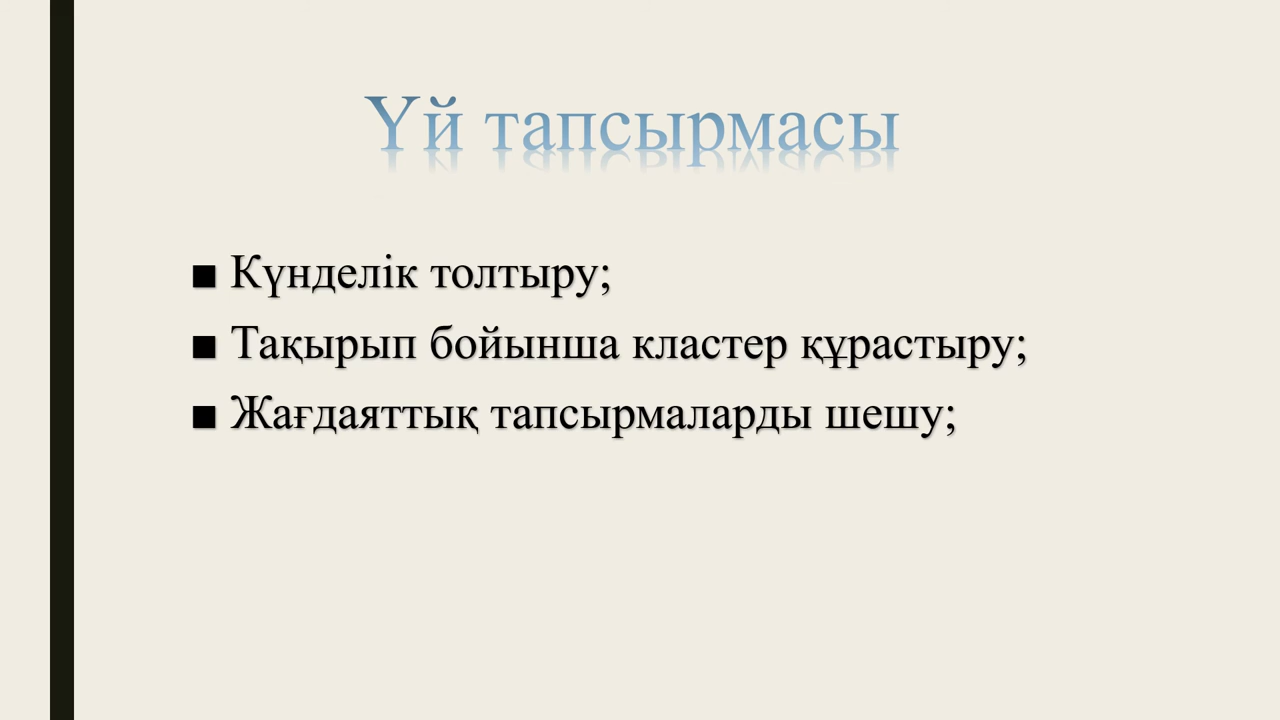 Үй тапсырмасы
■ Күнделік толтыру;
■ Тақырып бойынша кластер құрастыру;
■ Жағдаяттық тапсырмаларды шешу;